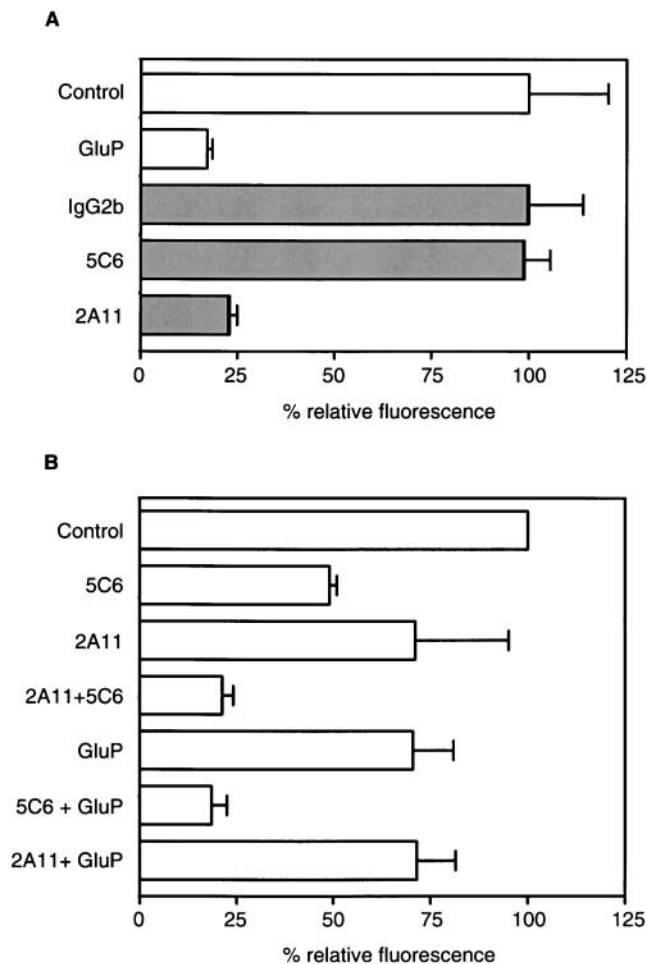 A
Control
GluP
IgG2b
5C6
2A11
0 25 50 75 100 125
% relative fluorescence
B
Control
5C6
2A11
2A11+5C6
GluP
5C6 + GluP
2A11+ GluP
0 25 50 75 100 125
% relative fluorescence